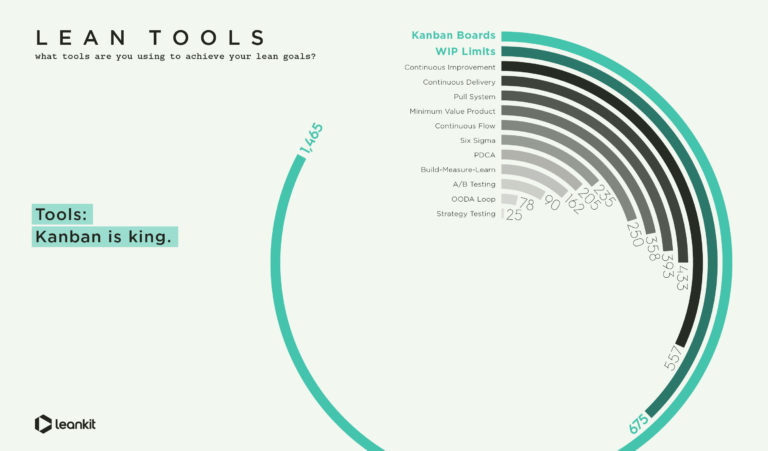 LEAN TOOLS
what tools are you using to achieve your lean goals?
Kanban Boards
WIP Limits
Continuous Improvement
Continuous Delivery
Pull System
Minimum Value Product
Continuous Flow
Six Sigma
PDCA
Build-Measure-Learn
A/B Testing
OODA Loop
Strategy Testing
1,465
675
557
433
393
358
250
235
205
162
90
78
25
Tools:
Kanban is king.
leankit